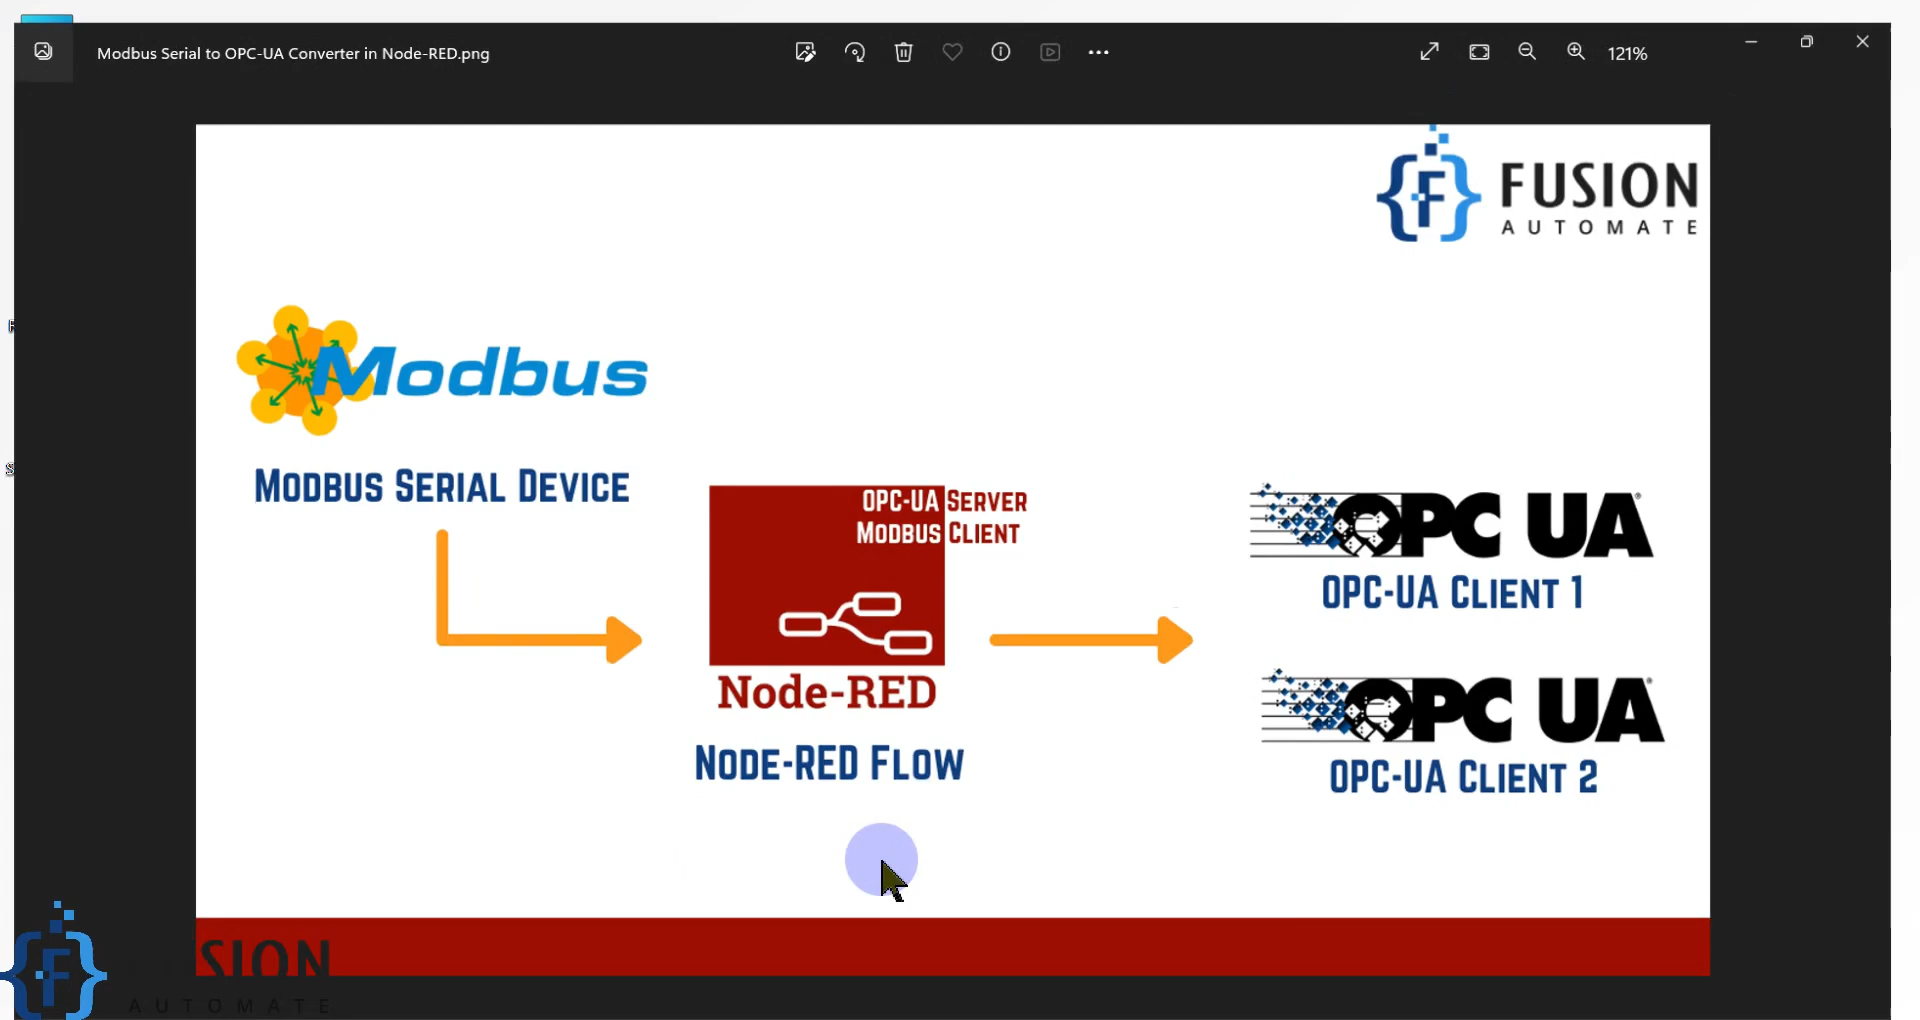 Modbus Serial to OPC-UA Converter in Node-RED.png
121%
FUSION
AUTOMATE
Modbus
MODBUS SERIAL DEVICE
OPC-UA SERVER
MODBUS CLIENT
Node-RED
NODE-RED FLOW
OPC UA
OPC-UA CLIENT 1
OPC UA
OPC-UA CLIENT 2
FUSION
AUTOMATE